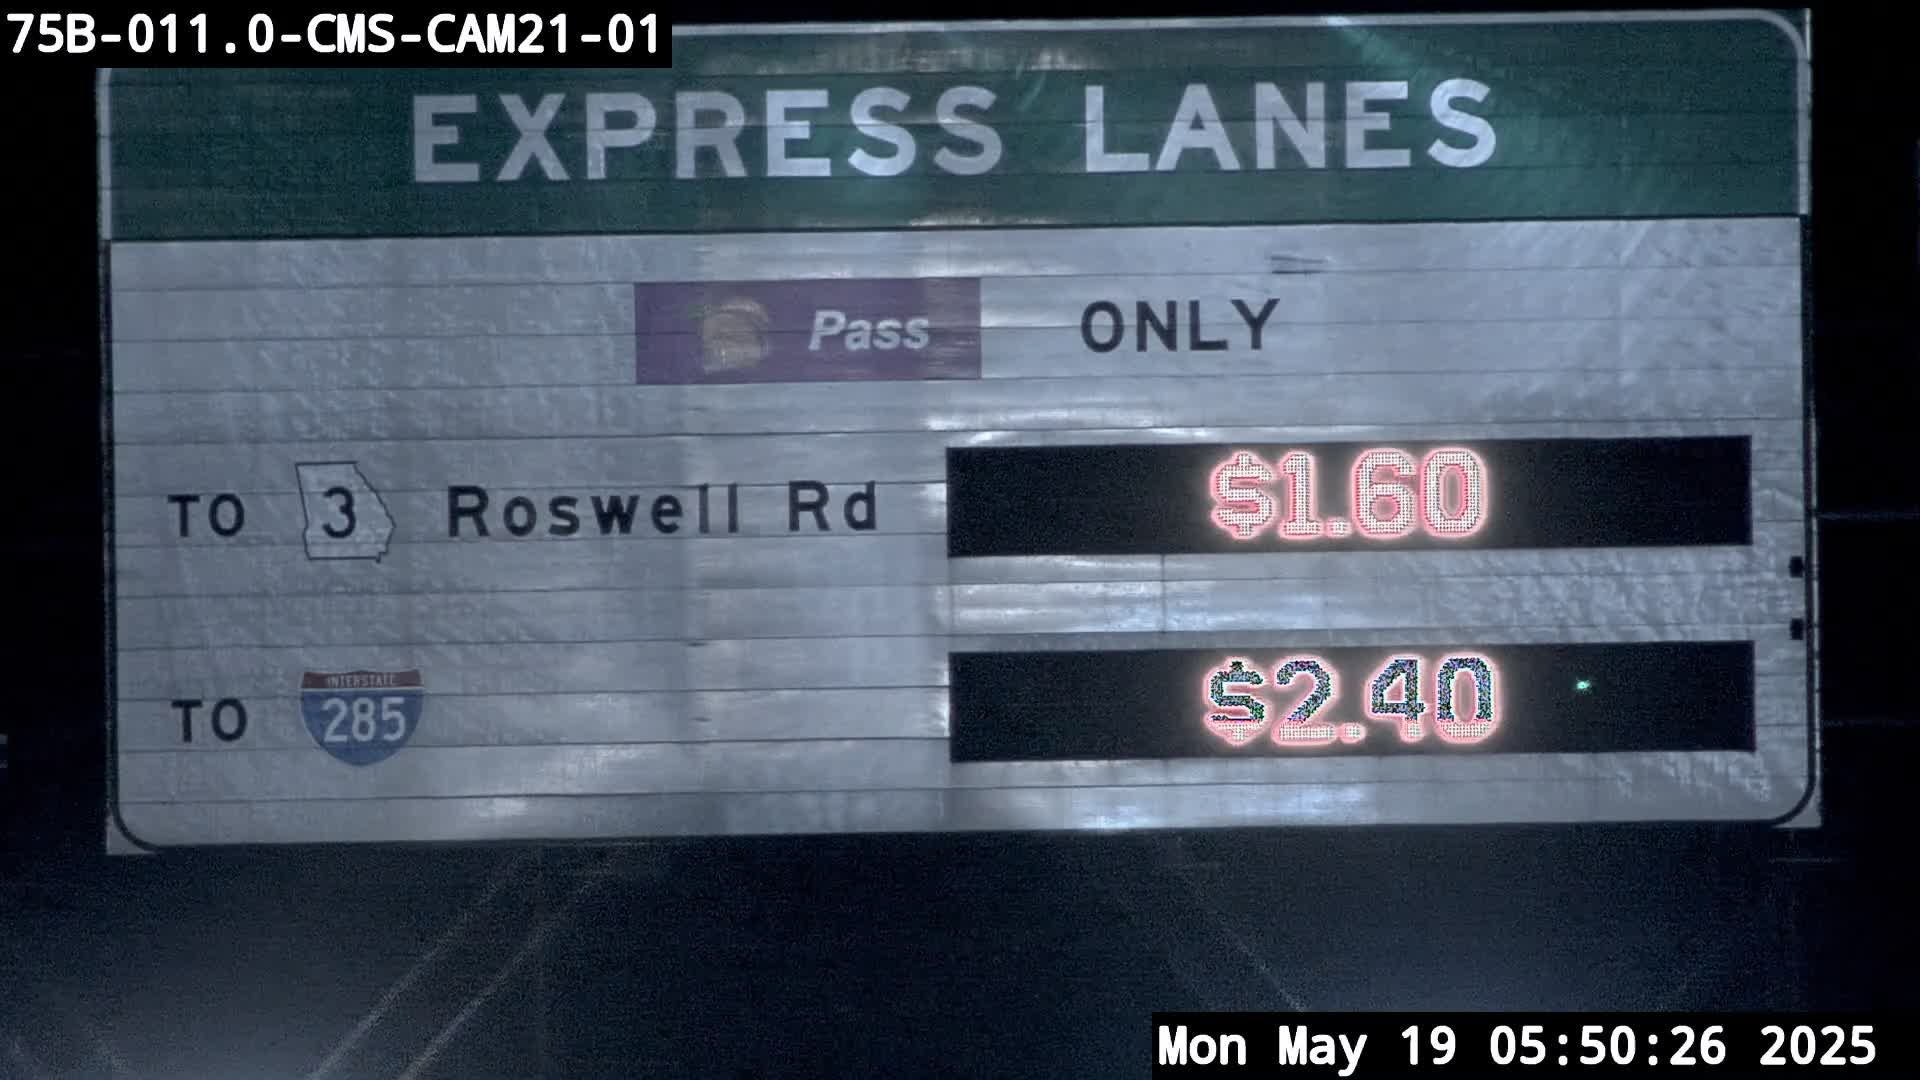 75B-011.0-CMS-CAM21-01
EXPRESS LANES
Pass ONLY
TO 3 Roswell Rd $1.60
INTERSTATE
TO 285 $2.40
Mon May 19 05:50:26 2025